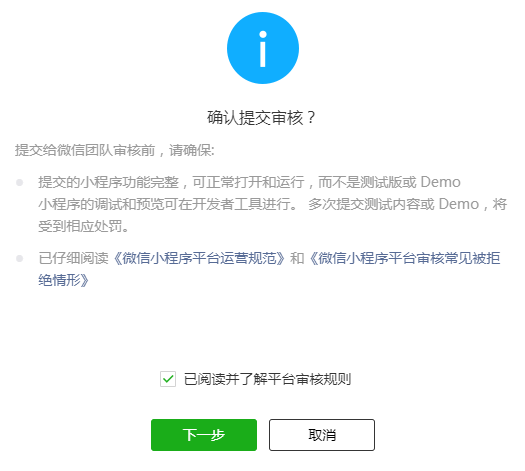 确认提交审核？
提交给微信团队审核前，请确保:
提交的小程序功能完整，可正常打开和运行，而不是测试版或 Demo
小程序的调试和预览可在开发者工具进行。 多次提交测试内容或 Demo，将
受到相应处罚。
已仔细阅读《微信小程序平台运营规范》和《微信小程序平台审核常见被拒
绝情形》
已阅读并了解平台审核规则
下一步
取消